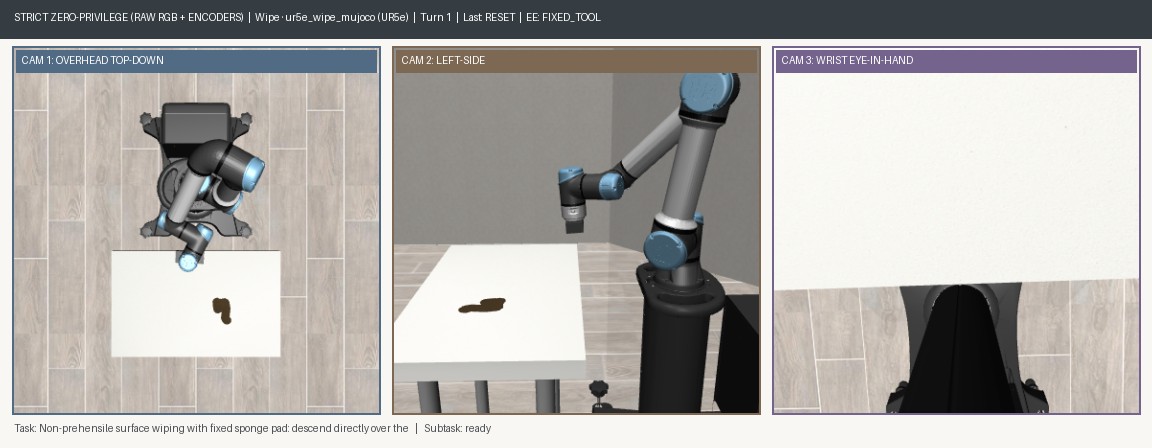 STRICT ZERO-PRIVILEGE (RAW RGB + ENCODERS) | Wipe · ur5e_wipe_mujoco (UR5e) | Turn 1 | Last RESET | EE: FIXED_TOOL
CAM 1: OVERHEAD TOP-DOWN
CAM 2: LEFT-SIDE
CAM 3: WRIST EYE-IN-HAND
Task: Non-prehensile surface wiping with fixed sponge pad: descend directly over the | Subtask: ready